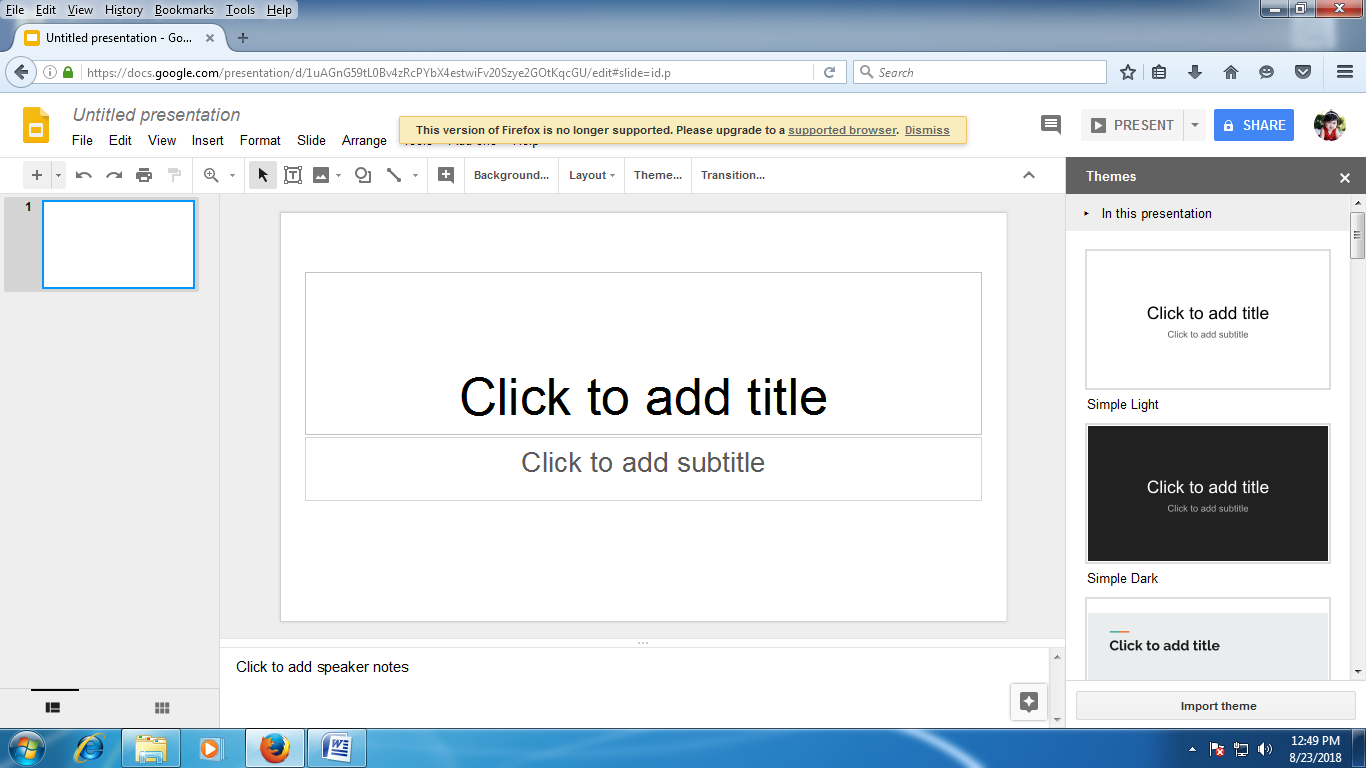 File Edit View History Bookmarks Tools Help
Untitled presentation - Go...
https://docs.google.com/presentation/d/1uAGnG59tL0Bv4zRcPYbX4estwiFv20Szye2GOtKqcGU/edit#slide=id.p
Search
Untitled presentation
This version of Firefox is no longer supported. Please upgrade to a supported browser. Dismiss
PRESENT
SHARE
File Edit View Insert Format Slide Arrange Tools Add-ons Help
Background... Layout Theme... Transition...
Themes
1
In this presentation
Click to add title
Click to add subtitle
Click to add title
Click to add subtitle
Simple Light
Click to add title
Click to add subtitle
Simple Dark
Click to add title
Click to add speaker notes
Import theme
12:49 PM
8/23/2018